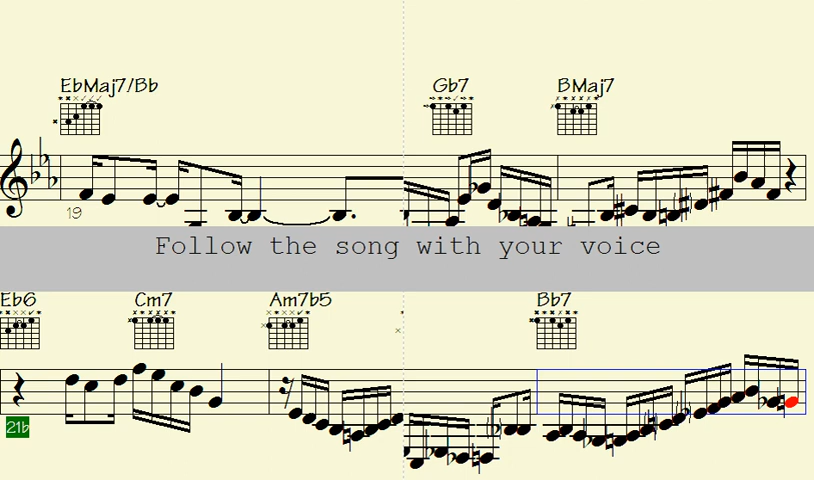 EbMaj7/Bb Gb7 BMaj7
19
Follow the song with your voice
Eb6 Cm7 Am7b5 Bb7
21b